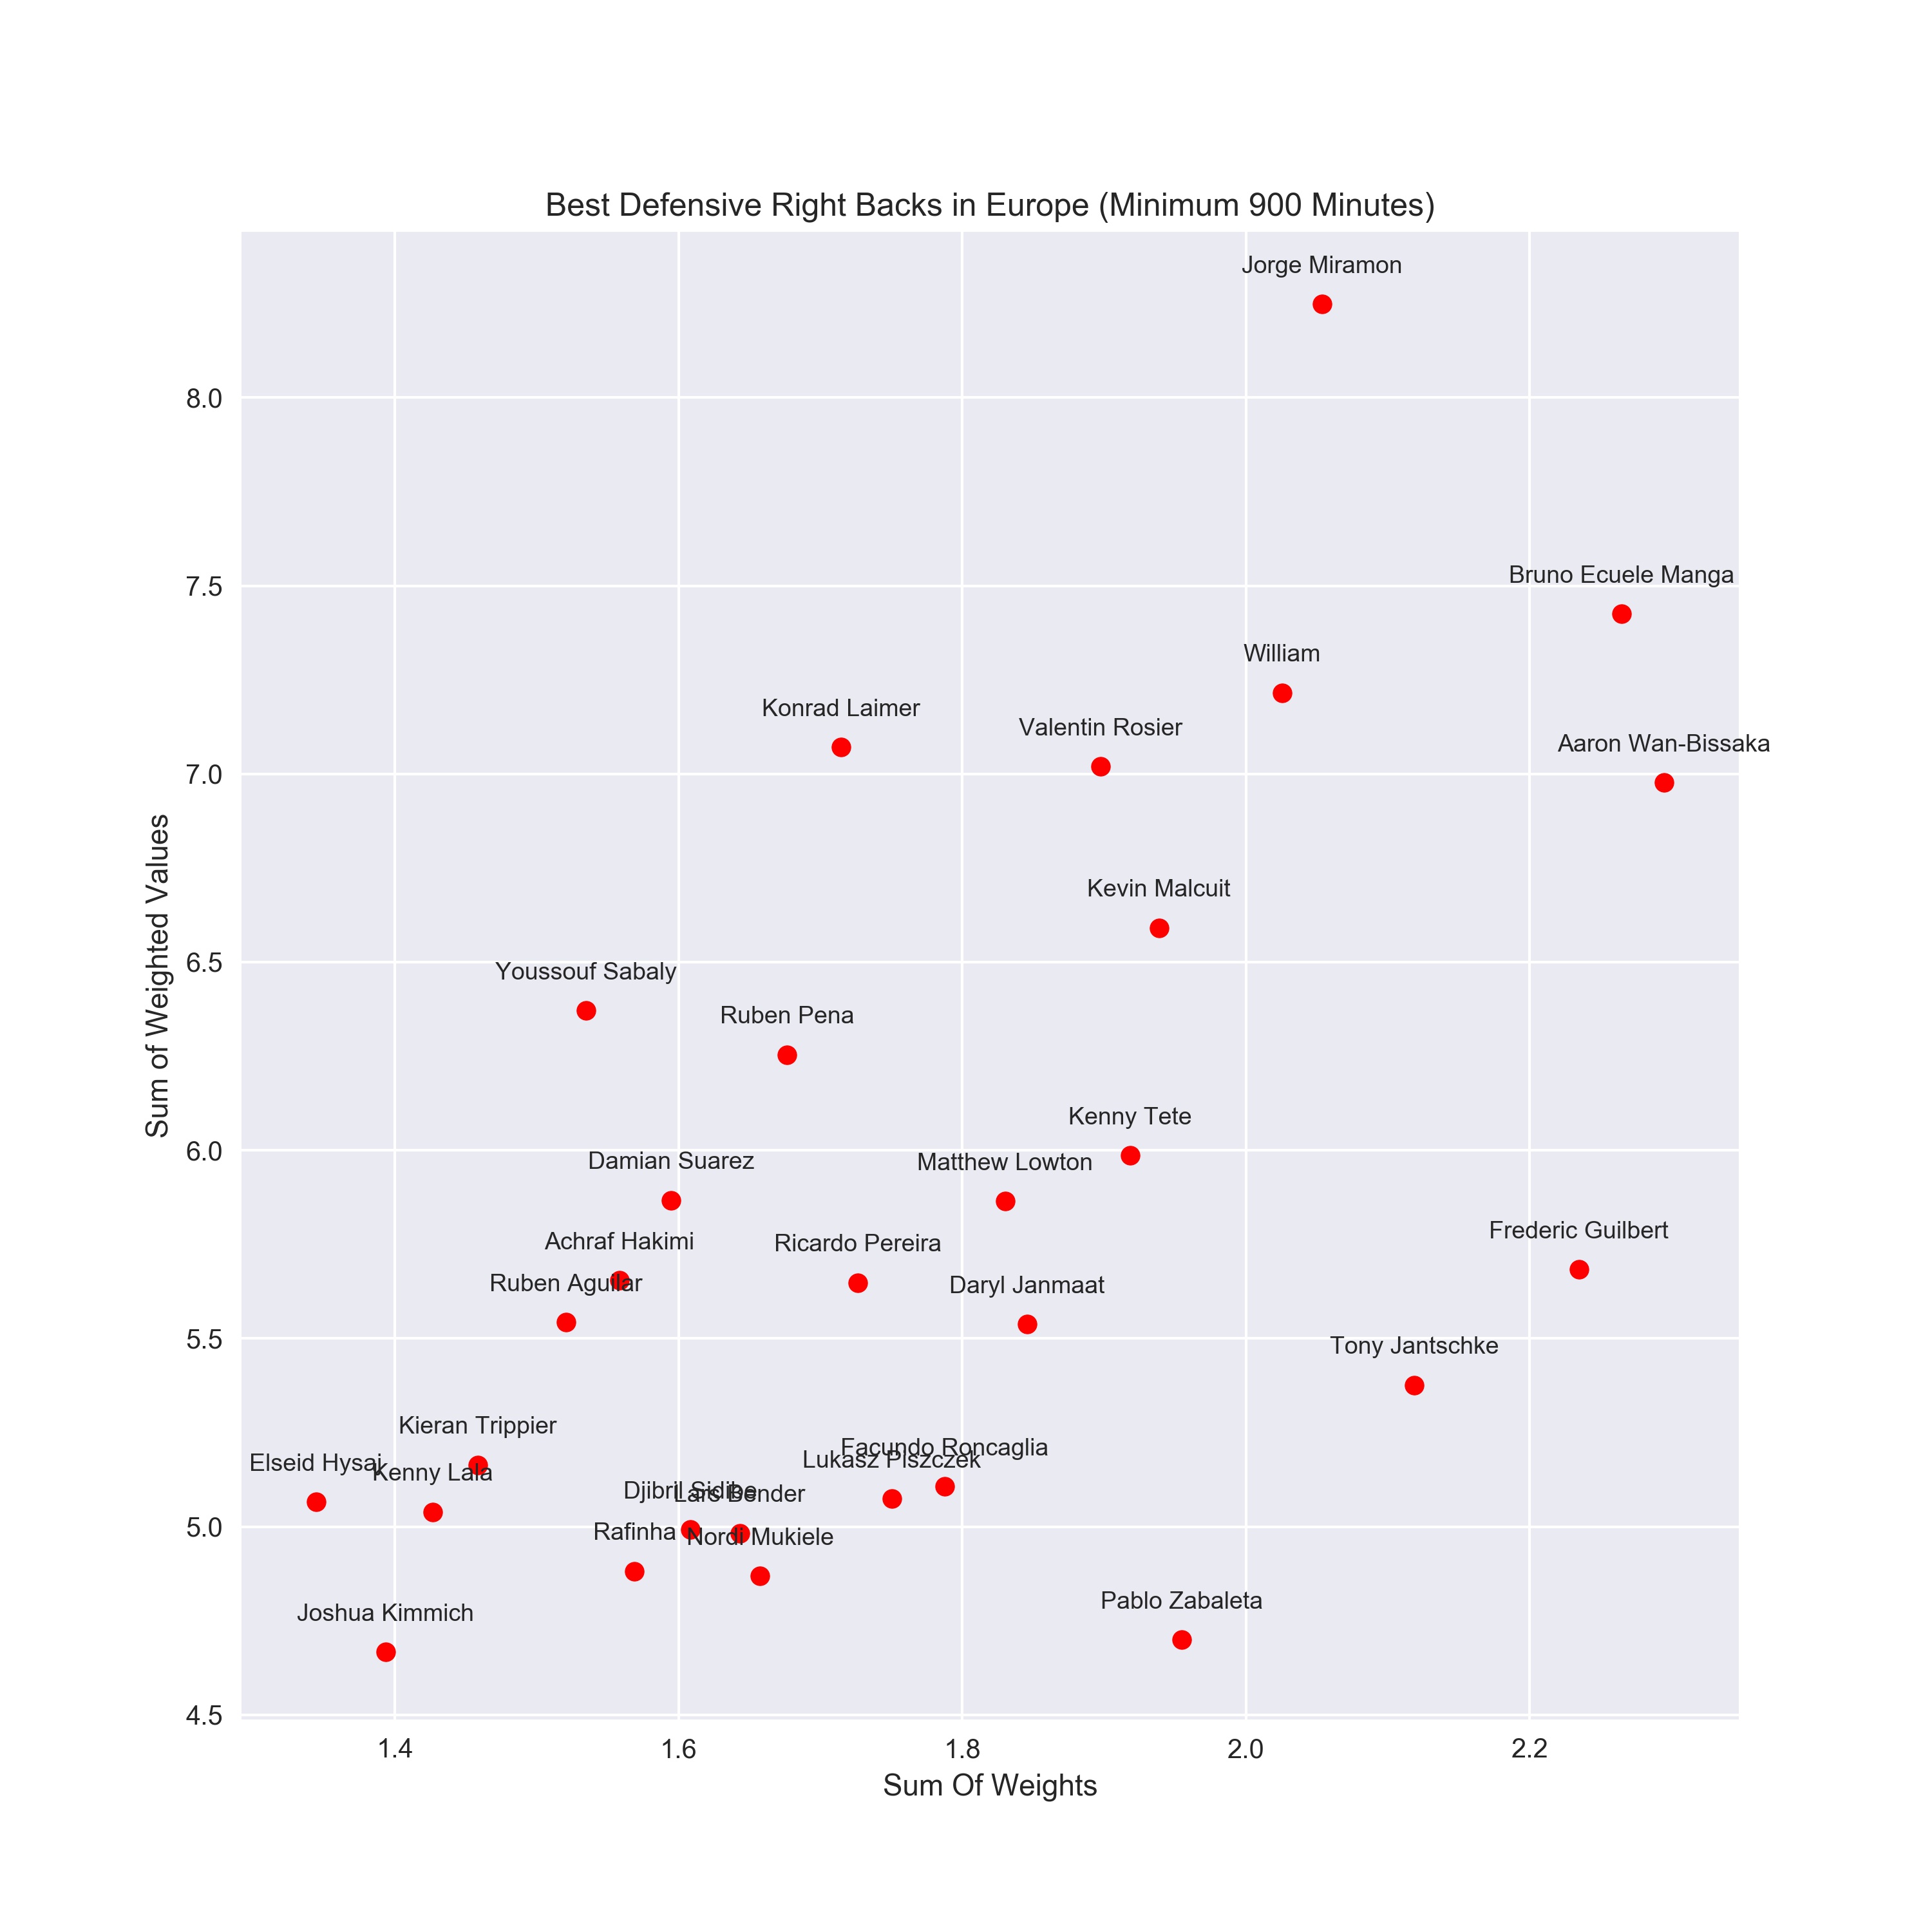 Best Defensive Right Backs in Europe (Minimum 900 Minutes)
Jorge Miramon
8.0
7.5
Bruno Ecuele Manga
William
Konrad Laimer
Valentin Rosier
Aaron Wan-Bissaka
7.0
Kevin Malcuit
6.5
Youssouf Sabaly
Ruben Pena
Kenny Tete
6.0
Damian Suarez
Matthew Lowton
Frederic Guilbert
Achraf Hakimi
Ricardo Pereira
Ruben Aguilar
Daryl Janmaat
5.5
Tony Jantschke
Kieran Trippier
Facundo Roncaglia
Lukasz Piszczek
Elseid Hysaj
Kenny Lala
Djibril Sidibe
Lars Bender
5.0
Rafinha
Nordi Mukiele
Pablo Zabaleta
Joshua Kimmich
4.5
Sum of Weighted Values
1.4
1.6
1.8
2.0
2.2
Sum Of Weights